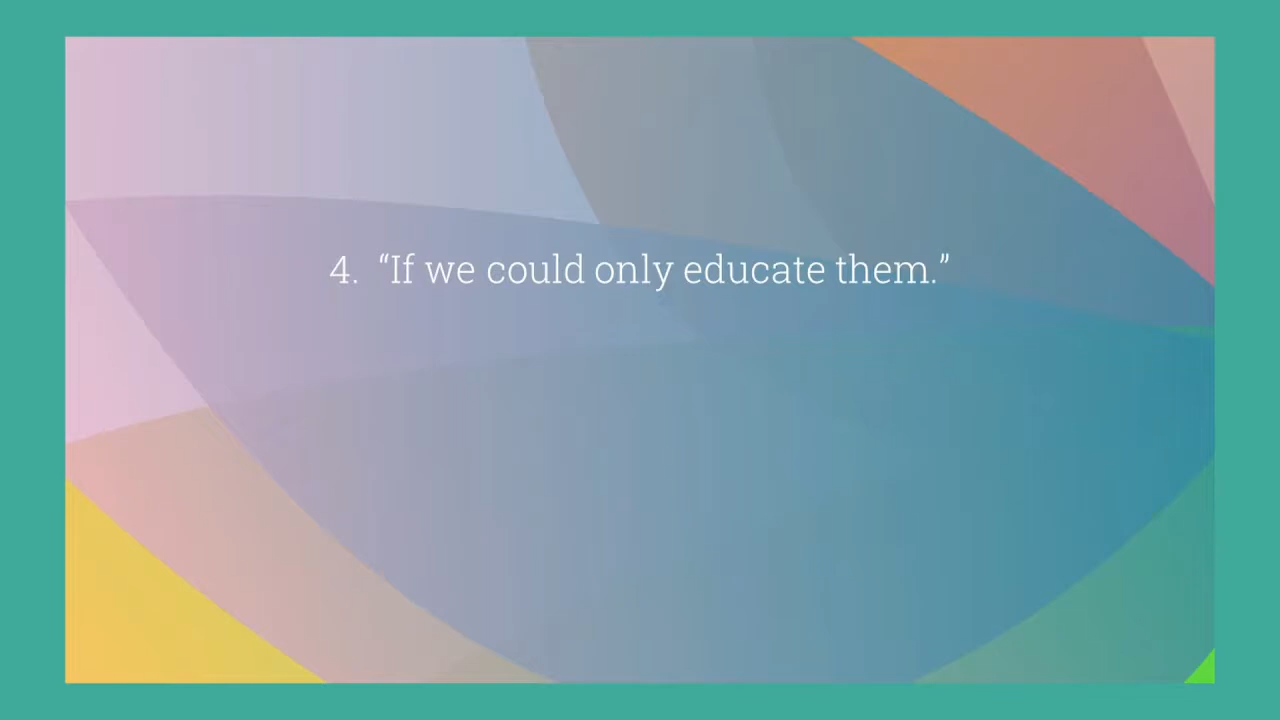 4. “If we could only educate them.”